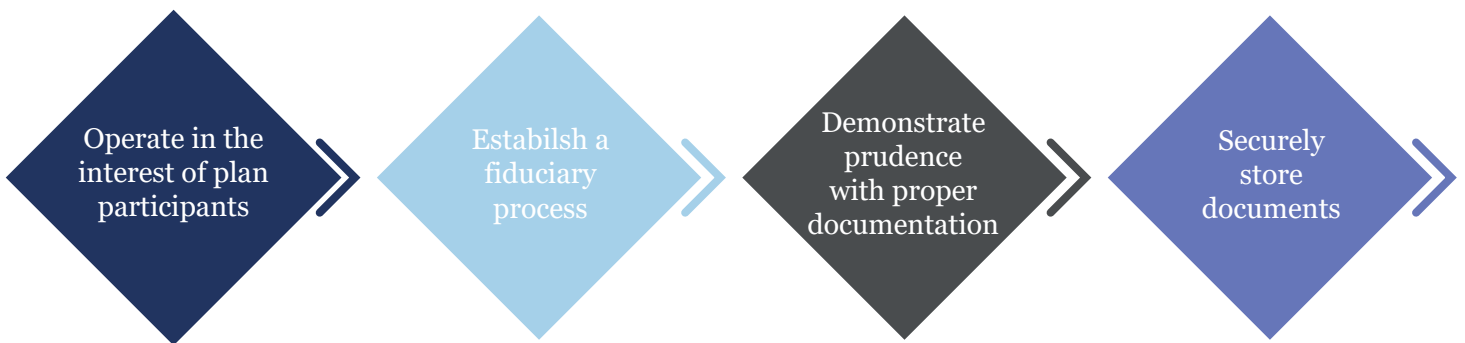 Operate in the
interest of plan
participants
Estabilsh a
fiduciary
process
Demonstrate
prudence
with proper
documentation
Securely
store
documents